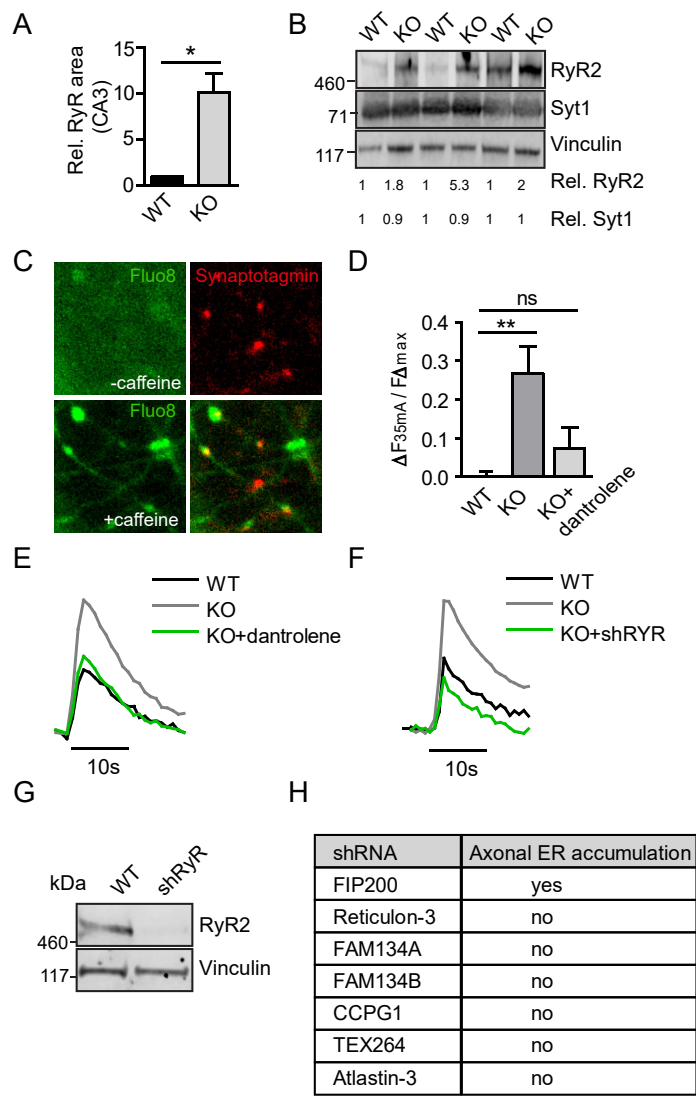 A
Rel. RyR area
(CA3)
15
10
5
0
*
WT
KO
B
WT KO WT KO WT KO
460
RyR2
71
Syt1
117
Vinculin
1 1.8 1 5.3 1 2 Rel. RyR2
1 0.9 1 0.9 1 1 Rel. Syt1
C
Fluo8
Synaptotagmin
-caffeine
Fluo8
+caffeine
D
ns
**
ΔF35mA / FΔmax
0.4
0.3
0.2
0.1
0.0
WT
KO
KO+
dantrolene
E
WT
KO
KO+dantrolene
10s
F
WT
KO
KO+shRYR
10s
G
kDa
WT
shRyR
460
RyR2
117
Vinculin
H
shRNA Axonal ER accumulation
FIP200 yes
Reticulon-3 no
FAM134A no
FAM134B no
CCPG1 no
TEX264 no
Atlastin-3 no